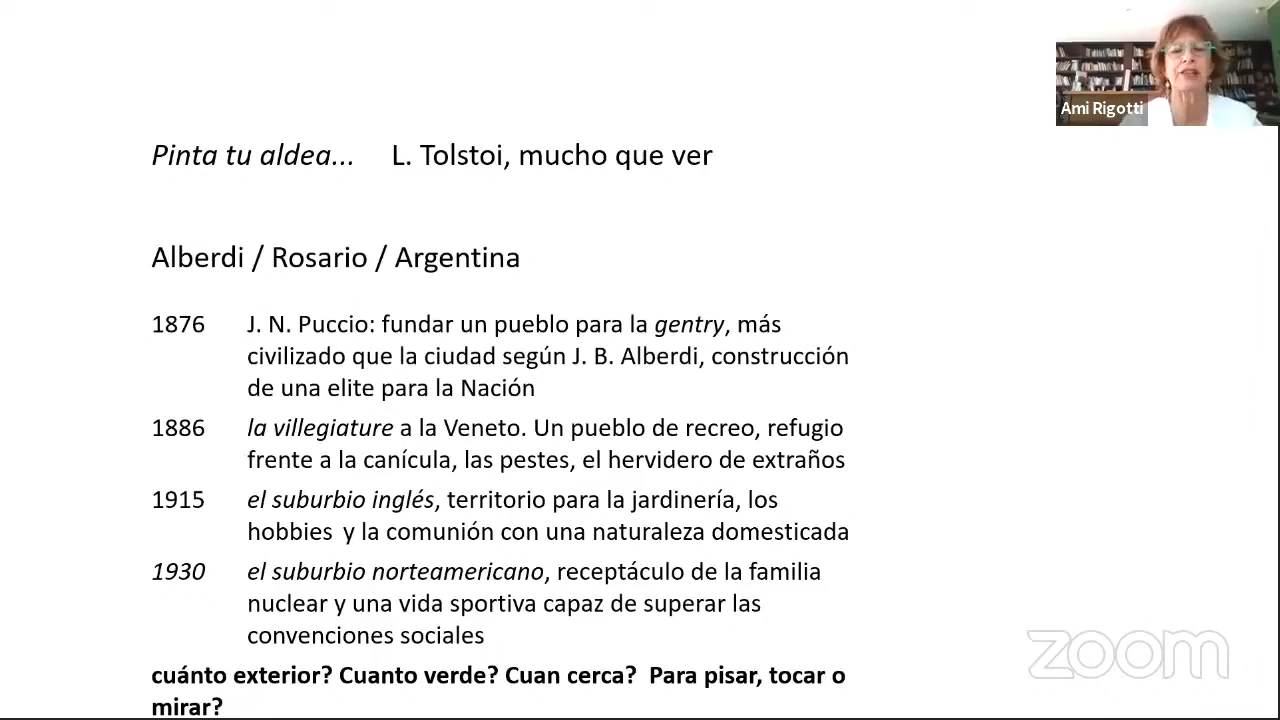 Ami Rigotti
Pinta tu aldea... L. Tolstoi, mucho que ver
Alberdi / Rosario / Argentina
1876 J. N. Puccio: fundar un pueblo para la gentry, más
civilizado que la ciudad según J. B. Alberdi, construcción
de una elite para la Nación
1886 la villegiature a la Veneto. Un pueblo de recreo, refugio
frente a la canícula, las pestes, el hervidero de extraños
1915 el suburbio inglés, territorio para la jardinería, los
hobbies y la comunión con una naturaleza domesticada
1930 el suburbio norteamericano, receptáculo de la familia
nuclear y una vida sportiva capaz de superar las
convenciones sociales
cuánto exterior? Cuanto verde? Cuan cerca? Para pisar, tocar o
mirar?
zoom